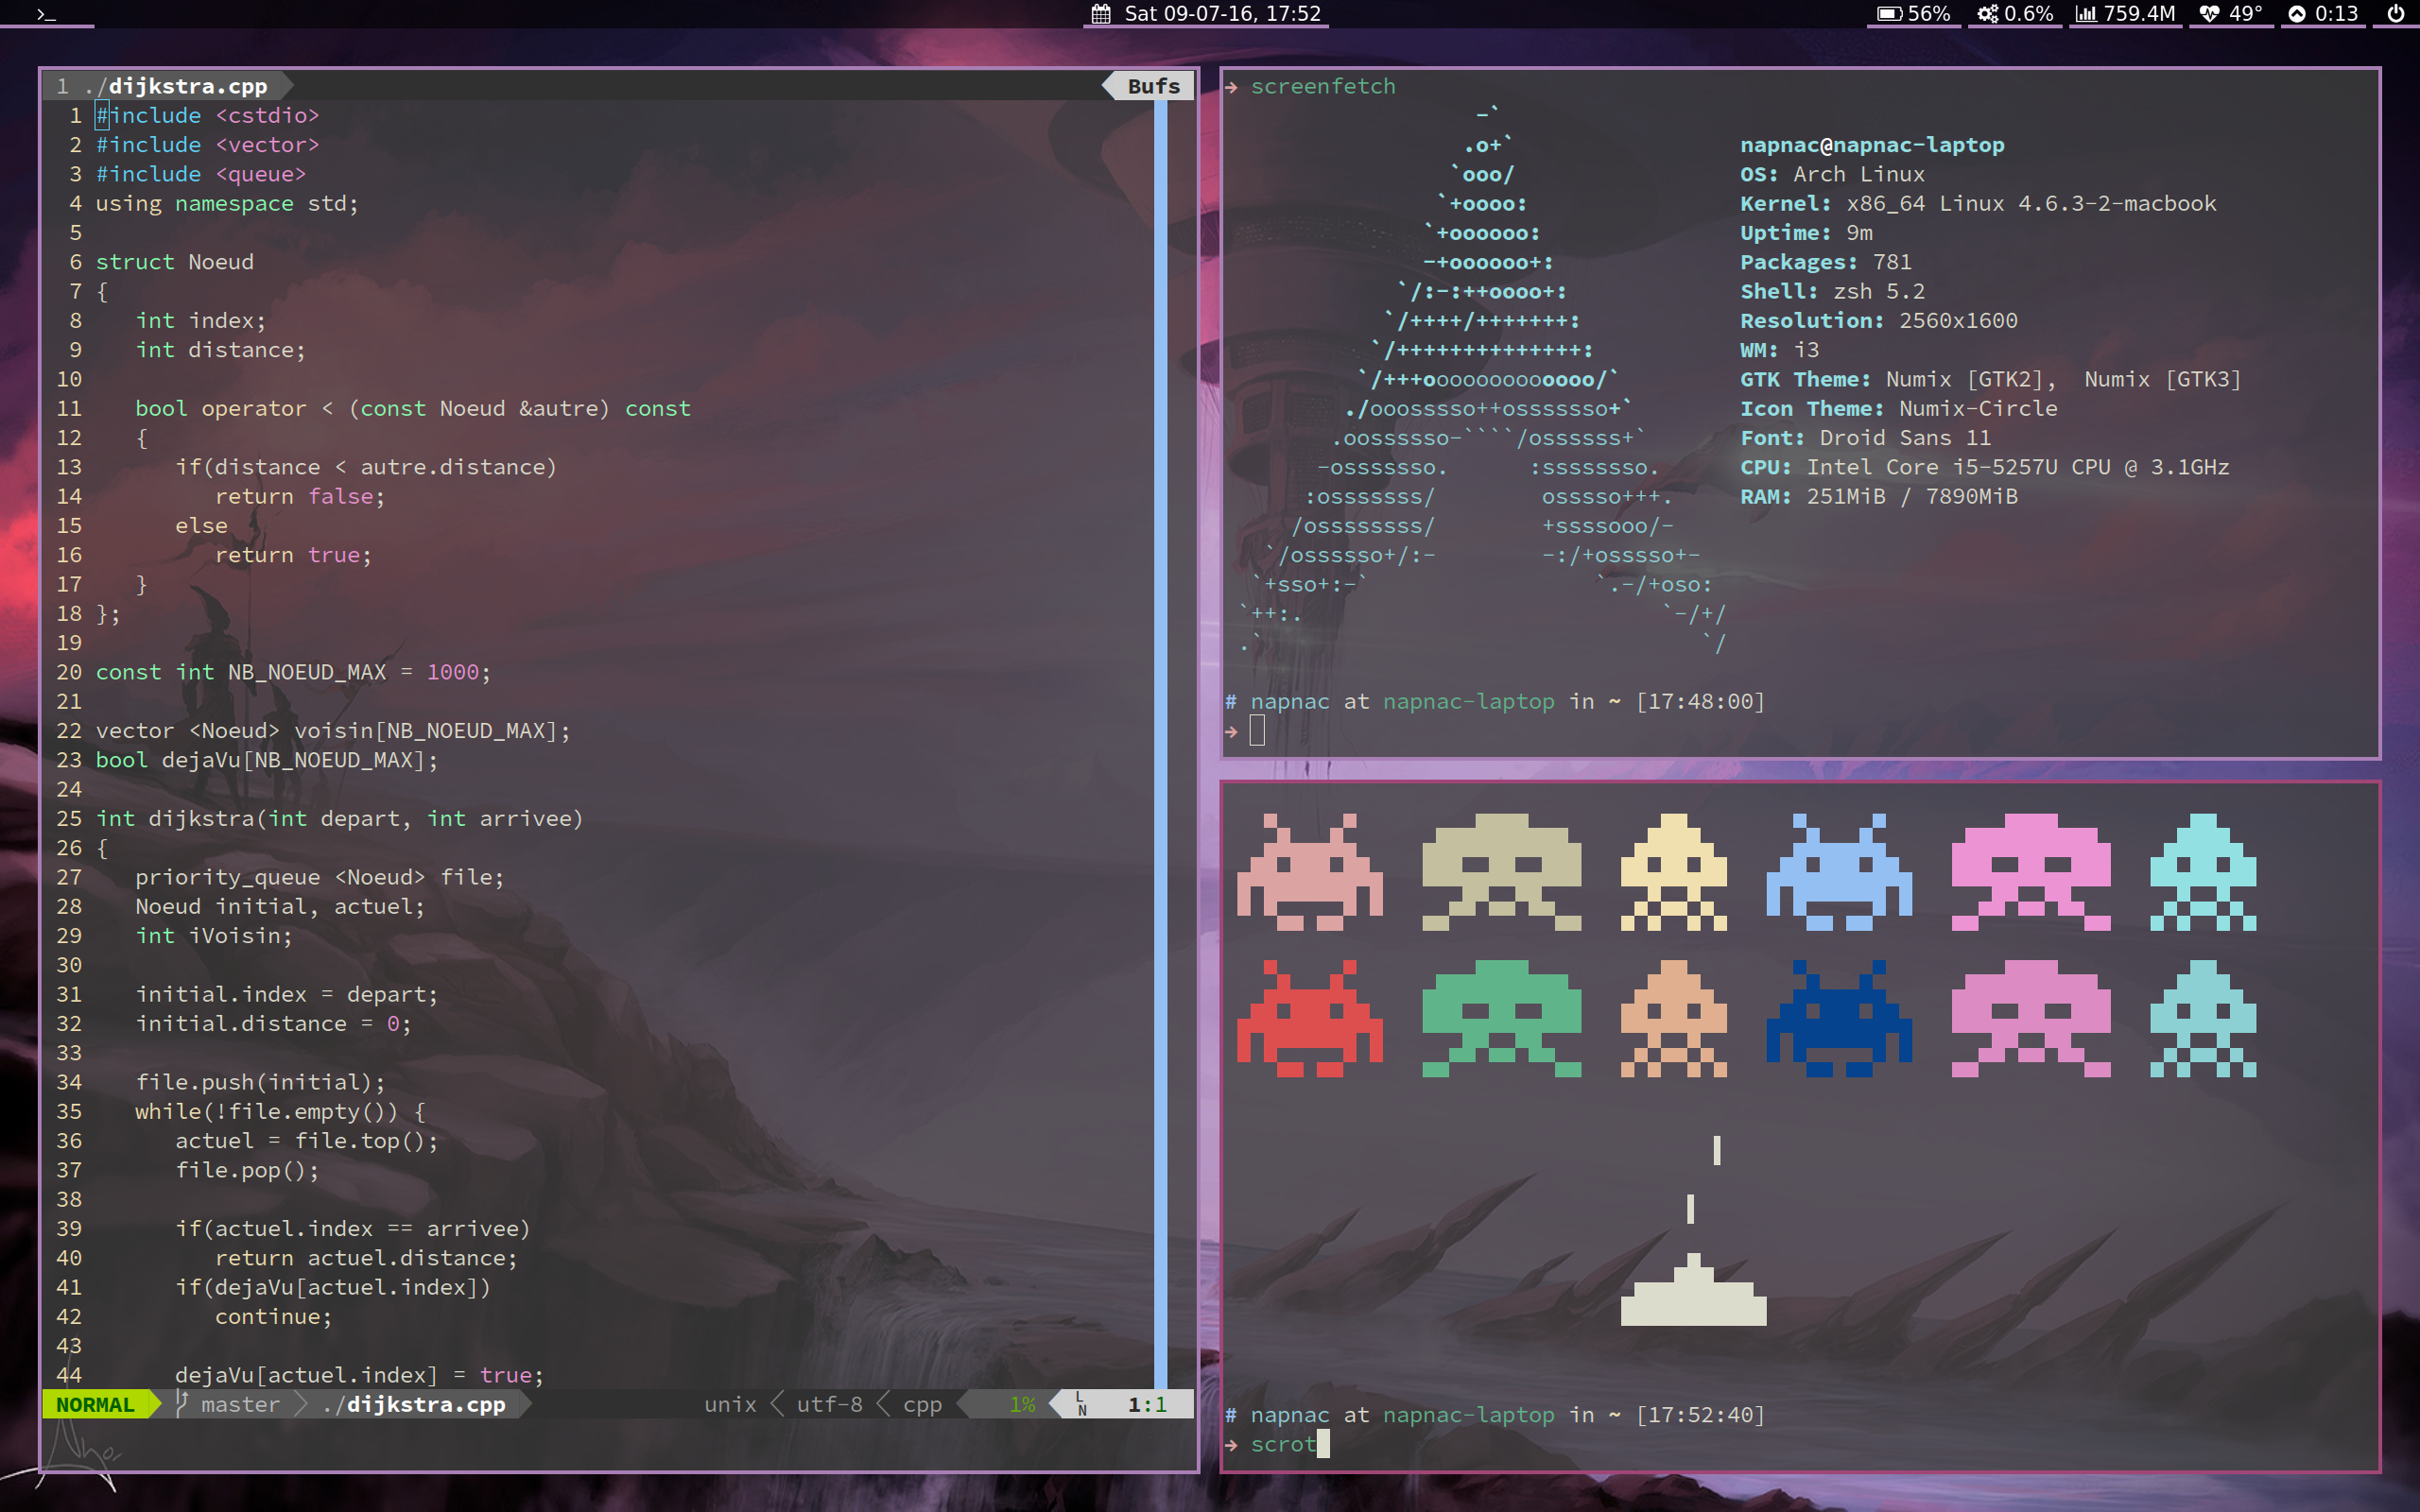 >_
Sat 09-07-16, 17:52
56% 0.6% 759.4M 49° 0:13
1 ./dijkstra.cpp Bufs
1 #include <cstdio>
2 #include <vector>
3 #include <queue>
4 using namespace std;
5
6 struct Noeud
7 {
8    int index;
9    int distance;
10
11    bool operator < (const Noeud &autre) const
12    {
13       if(distance < autre.distance)
14          return false;
15       else
16          return true;
17    }
18 };
19
20 const int NB_NOEUD_MAX = 1000;
21
22 vector <Noeud> voisin[NB_NOEUD_MAX];
23 bool dejaVu[NB_NOEUD_MAX];
24
25 int dijkstra(int depart, int arrivee)
26 {
27    priority_queue <Noeud> file;
28    Noeud initial, actuel;
29    int iVoisin;
30
31    initial.index = depart;
32    initial.distance = 0;
33
34    file.push(initial);
35    while(!file.empty()) {
36       actuel = file.top();
37       file.pop();
38
39       if(actuel.index == arrivee)
40          return actuel.distance;
41       if(dejaVu[actuel.index])
42          continue;
43
44       dejaVu[actuel.index] = true;
NORMAL master ./dijkstra.cpp unix utf-8 cpp 1% LN 1:1
→ screenfetch
-`
.o+`
`ooo/
`+oooo:
`+oooooo:
-+oooooo+:
`/:-:++oooo+:
`/++++/+++++++:
`/++++++++++++++:
`/+++ooooooooooooo/`
./ooosssso++osssssso+`
.oossssso-````/ossssss+`
-osssssso.      :ssssssso.
:osssssss/        osssso+++.
/ossssssss/        +ssssooo/-
`/ossssso+/:-        -:/+osssso+-
`+sso+:-`                 `.-/+oso:
`++:.                           `-/+/
.`                                 `/
napnac@napnac-laptop
OS: Arch Linux
Kernel: x86_64 Linux 4.6.3-2-macbook
Uptime: 9m
Packages: 781
Shell: zsh 5.2
Resolution: 2560x1600
WM: i3
GTK Theme: Numix [GTK2], Numix [GTK3]
Icon Theme: Numix-Circle
Font: Droid Sans 11
CPU: Intel Core i5-5257U CPU @ 3.1GHz
RAM: 251MiB / 7890MiB
# napnac at napnac-laptop in ~ [17:48:00]
→
# napnac at napnac-laptop in ~ [17:52:40]
→ scrot